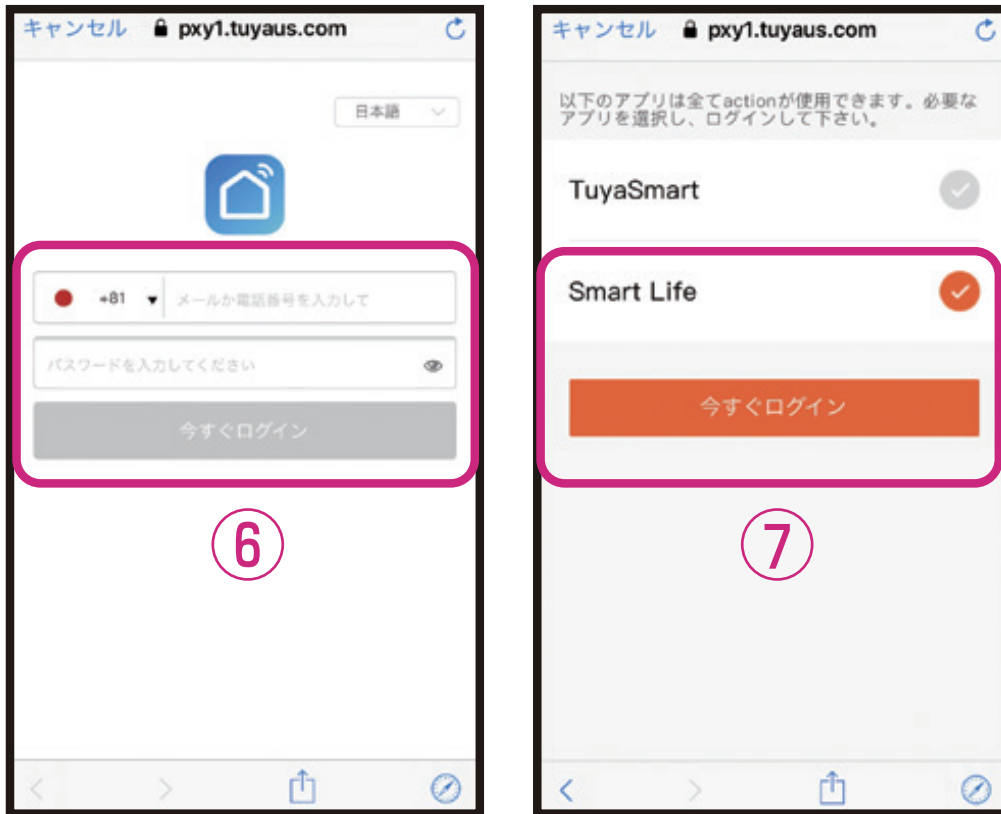 キャンセル pxy1.tuyaus.com
日本語
+81 メールか電話番号を入力して
パスワードを入力してください
今すぐログイン
⑥
キャンセル pxy1.tuyaus.com
以下のアプリは全てactionが使用できます。必要な
アプリを選択し、ログインして下さい。
TuyaSmart
Smart Life
今すぐログイン
⑦